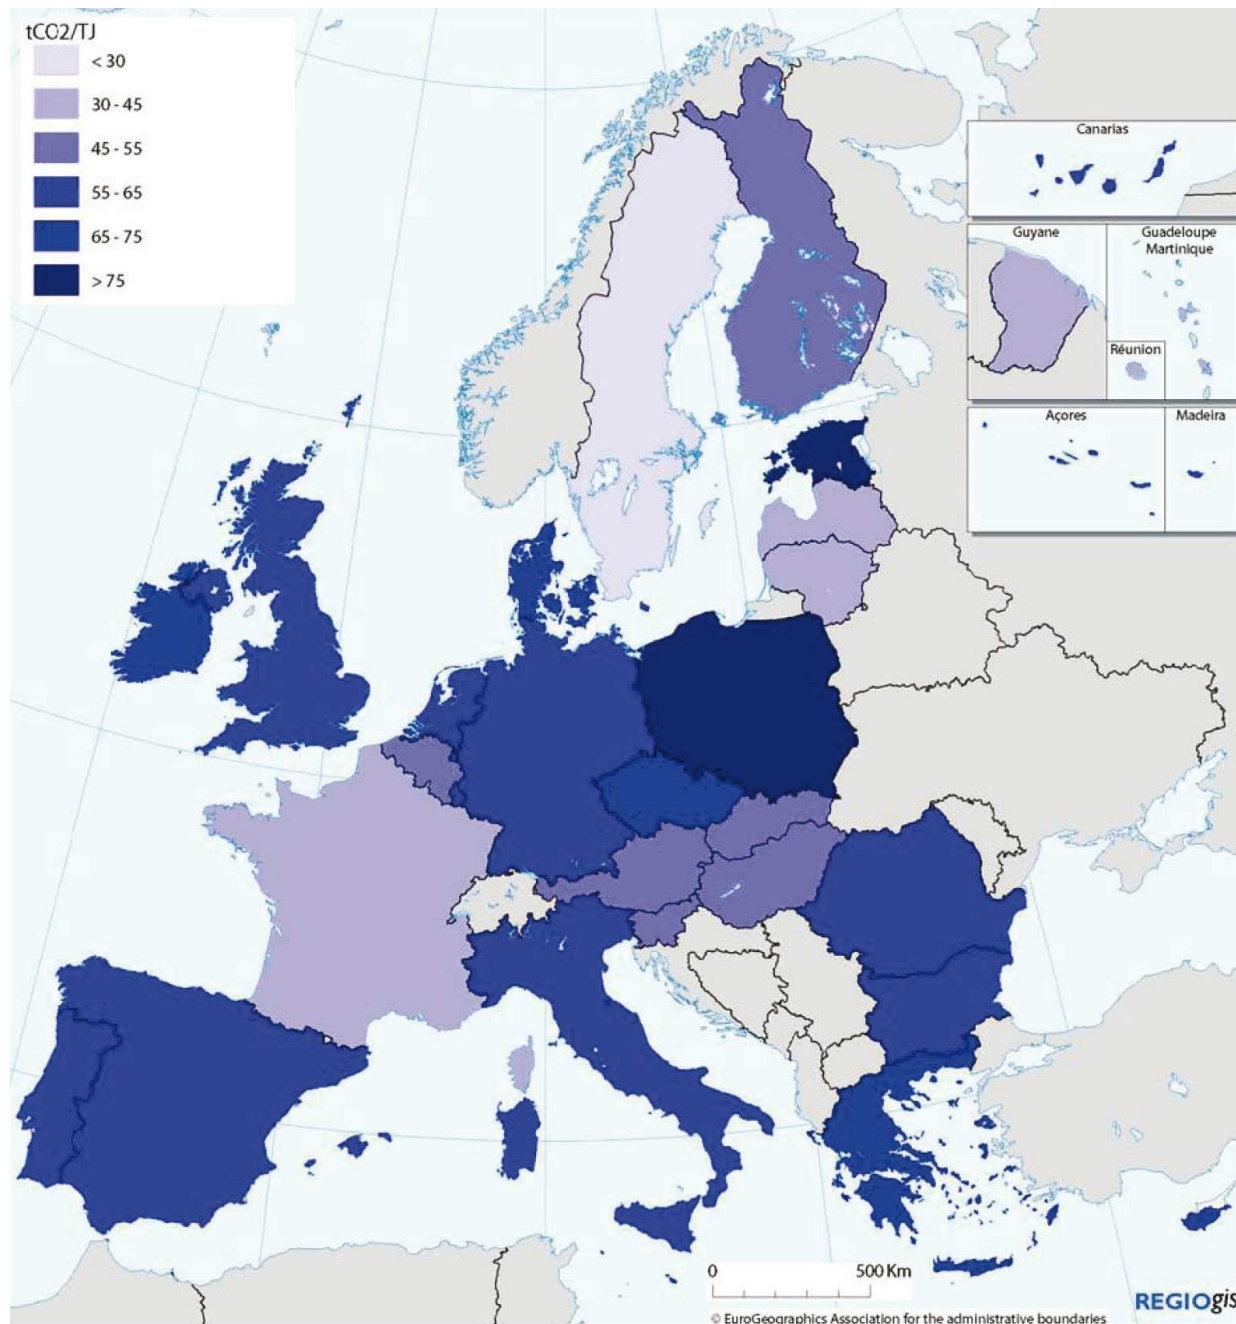 tCO2/TJ
< 30
30 - 45
45 - 55
55 - 65
65 - 75
> 75
Canarias
Guyane
Guadeloupe
Martinique
Réunion
Açores
Madeira
0
500 Km
REGIOgis
© EuroGeographics Association for the administrative boundaries